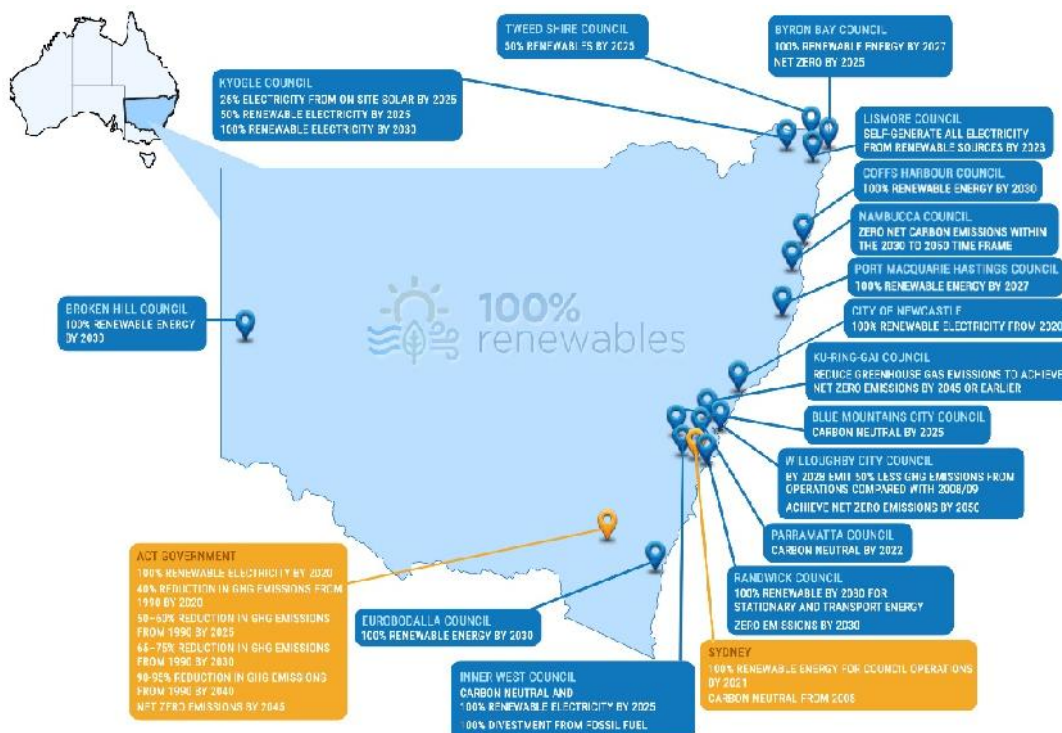 TWEED SHIRE COUNCIL
50% RENEWABLES BY 2025
BYRON BAY COUNCIL
100% RENEWABLE ENERGY BY 2027
NET ZERO BY 2025
KYOGLE COUNCIL
25% ELECTRICITY FROM ON SITE SOLAR BY 2025
50% RENEWABLE ELECTRICITY BY 2025
100% RENEWABLE ELECTRICITY BY 2030
LISMORE COUNCIL
SELF-GENERATE ALL ELECTRICITY
FROM RENEWABLE SOURCES BY 2023
COFFS HARBOUR COUNCIL
100% RENEWABLE ENERGY BY 2030
NAMBUCCA COUNCIL
ZERO NET CARBON EMISSIONS WITHIN
THE 2030 TO 2050 TIME FRAME
PORT MACQUARIE HASTINGS COUNCIL
100% RENEWABLE ENERGY BY 2027
CITY OF NEWCASTLE
100% RENEWABLE ELECTRICITY FROM 2020
BROKEN HILL COUNCIL
100% RENEWABLE ENERGY
BY 2030
100%
renewables
KU-RING-GAI COUNCIL
REDUCE GREENHOUSE GAS EMISSIONS TO ACHIEVE
NET ZERO EMISSIONS BY 2045 OR EARLIER
BLUE MOUNTAINS CITY COUNCIL
CARBON NEUTRAL BY 2025
WILLOUGHBY CITY COUNCIL
BY 2028 EMIT 50% LESS GHG EMISSIONS FROM
OPERATIONS COMPARED WITH 2008/09
ACHIEVE NET ZERO EMISSIONS BY 2050
PARRAMATTA COUNCIL
CARBON NEUTRAL BY 2022
RANDWICK COUNCIL
100% RENEWABLE BY 2030 FOR
STATIONARY AND TRANSPORT ENERGY
ZERO EMISSIONS BY 2030
SYDNEY
100% RENEWABLE ENERGY FOR COUNCIL OPERATIONS
BY 2021
CARBON NEUTRAL FROM 2008
ACT GOVERNMENT
100% RENEWABLE ELECTRICITY BY 2020
40% REDUCTION IN GHG EMISSIONS FROM
1990 BY 2020
50-60% REDUCTION IN GHG EMISSIONS
FROM 1990 BY 2025
65-75% REDUCTION IN GHG EMISSIONS
FROM 1990 BY 2030
90-95% REDUCTION IN GHG EMISSIONS
FROM 1990 BY 2040
NET ZERO EMISSIONS BY 2045
EUROBODALLA COUNCIL
100% RENEWABLE ENERGY BY 2030
INNER WEST COUNCIL
CARBON NEUTRAL AND
100% RENEWABLE ELECTRICITY BY 2025
100% DIVESTMENT FROM FOSSIL FUEL